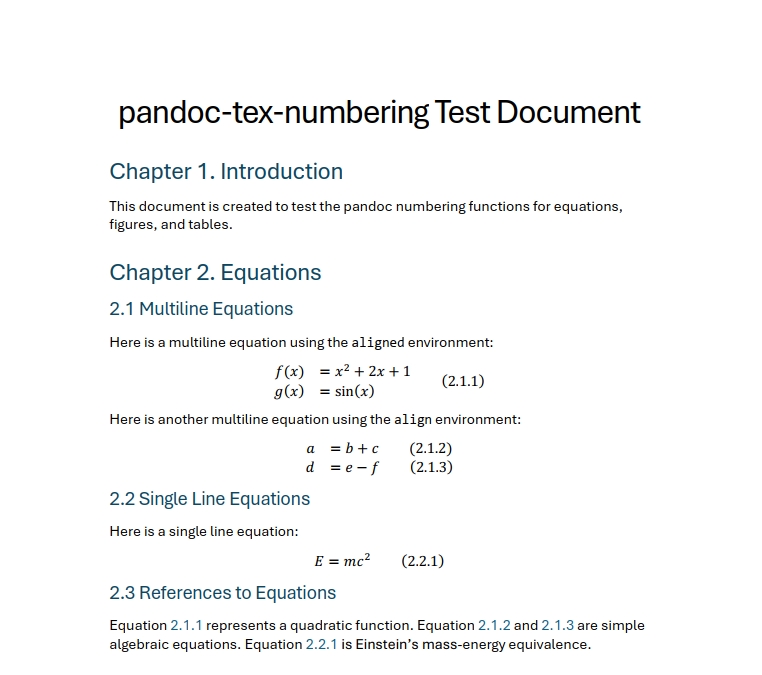 pandoc-tex-numbering Test Document
Chapter 1. Introduction
This document is created to test the pandoc numbering functions for equations,
figures, and tables.
Chapter 2. Equations
2.1 Multiline Equations
Here is a multiline equation using the aligned environment:
f(x) = x² + 2x + 1
(2.1.1)
g(x) = sin(x)
Here is another multiline equation using the align environment:
a = b + c (2.1.2)
d = e − f (2.1.3)
2.2 Single Line Equations
Here is a single line equation:
E = mc² (2.2.1)
2.3 References to Equations
Equation 2.1.1 represents a quadratic function. Equation 2.1.2 and 2.1.3 are simple
algebraic equations. Equation 2.2.1 is Einstein’s mass-energy equivalence.